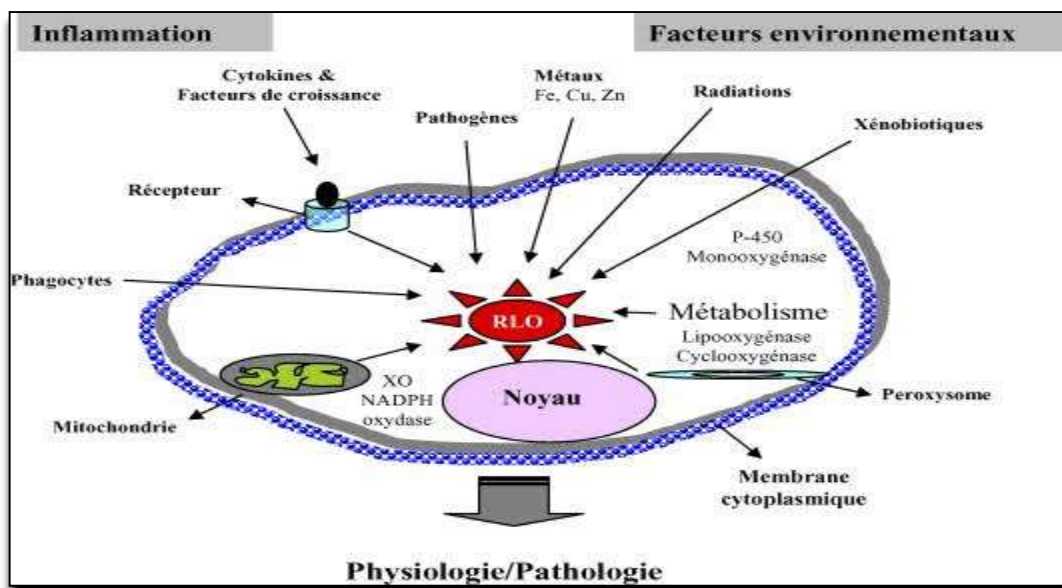 Inflammation
Facteurs environnementaux
Cytokines &
Facteurs de croissance
Pathogènes
Métaux
Fe, Cu, Zn
Radiations
Xénobiotiques
Récepteur
P-450
Monooxygénase
Phagocytes
RLO
Métabolisme
Lipooxygénase
Cyclooxygénase
XO
NADPH
oxydase
Noyau
Peroxysome
Mitochondrie
Membrane
cytoplasmique
Physiologie/Pathologie